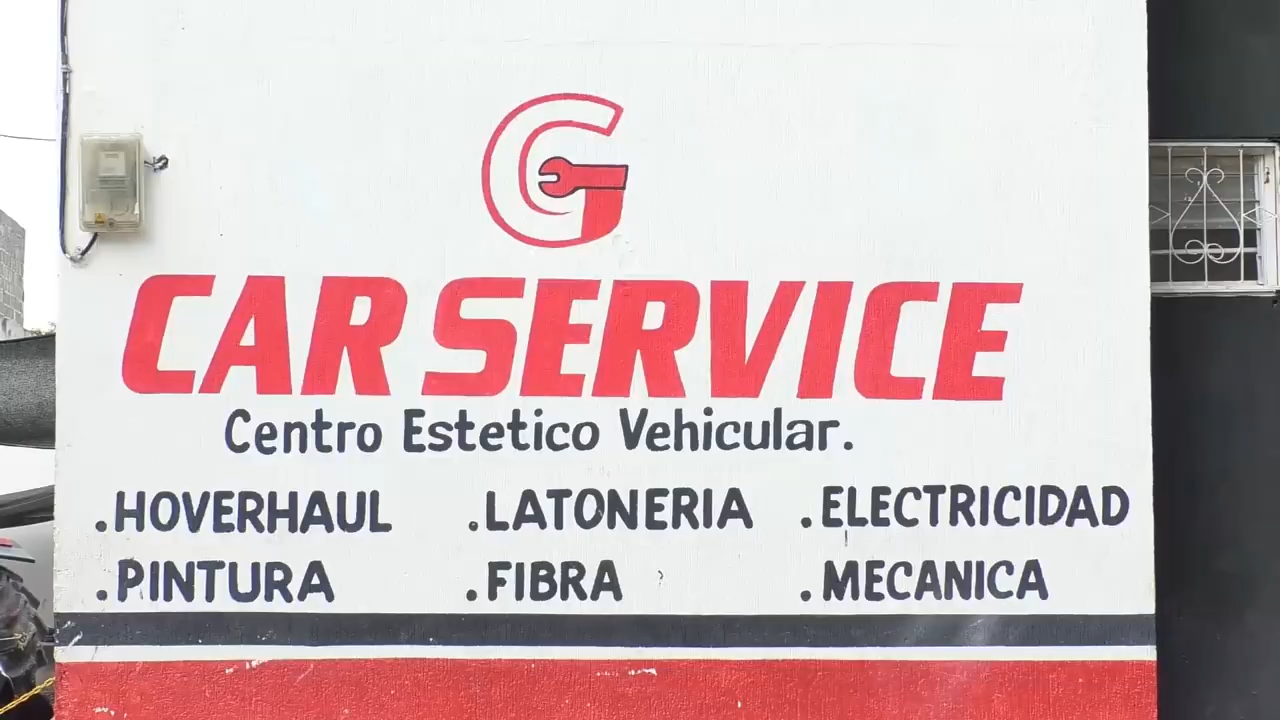 G
CAR SERVICE
Centro Estetico Vehicular.
.HOVERHAUL .LATONERIA .ELECTRICIDAD
.PINTURA .FIBRA .MECANICA